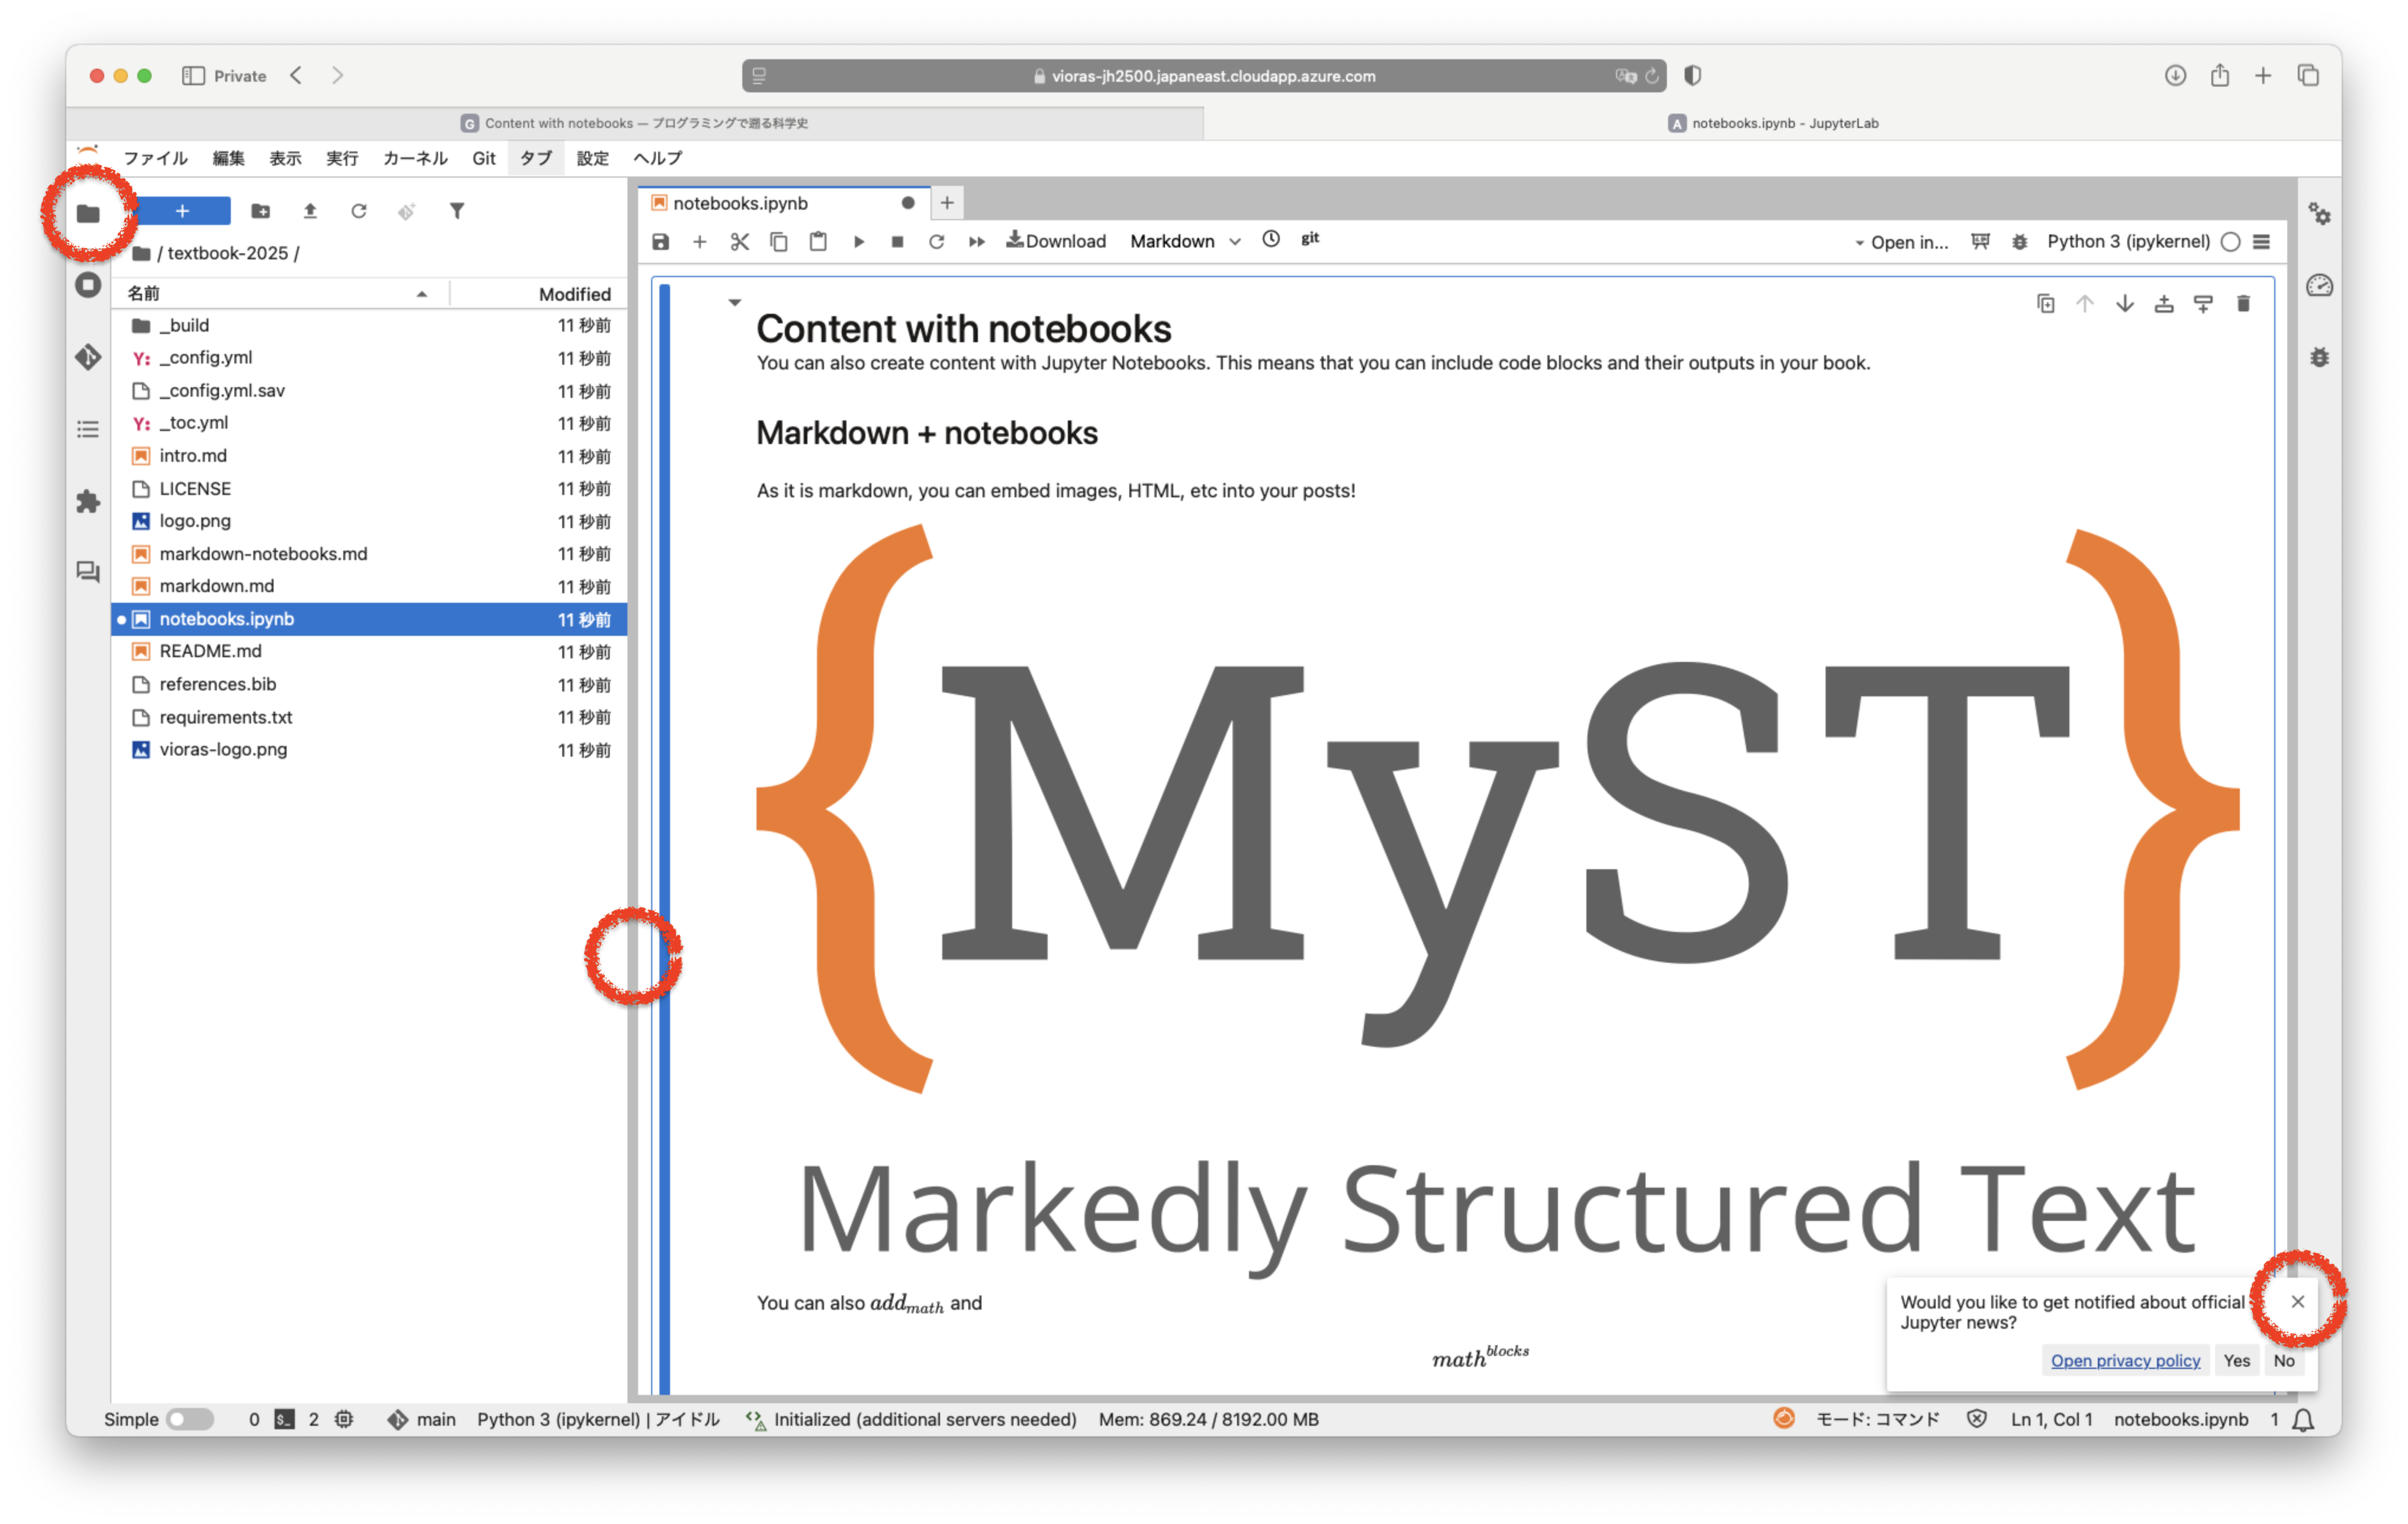 Private
vioras-jh2500.japaneast.cloudapp.azure.com
G Content with notebooks — プログラミングで遡る科学史
A notebooks.ipynb - JupyterLab
ファイル 編集 表示 実行 カーネル Git タブ 設定 ヘルプ
notebooks.ipynb
Download Markdown git Open in... Python 3 (ipykernel)
/ textbook-2025 /
名前 Modified
_build 11 秒前
_config.yml 11 秒前
_config.yml.sav 11 秒前
_toc.yml 11 秒前
intro.md 11 秒前
LICENSE 11 秒前
logo.png 11 秒前
markdown-notebooks.md 11 秒前
markdown.md 11 秒前
notebooks.ipynb 11 秒前
README.md 11 秒前
references.bib 11 秒前
requirements.txt 11 秒前
vioras-logo.png 11 秒前
Content with notebooks
You can also create content with Jupyter Notebooks. This means that you can include code blocks and their outputs in your book.
Markdown + notebooks
As it is markdown, you can embed images, HTML, etc into your posts!
{MyST}
Markedly Structured Text
You can also add_math and
math^blocks
Would you like to get notified about official
Jupyter news?
Open privacy policy Yes No
Simple 0 $_ 2 main Python 3 (ipykernel) | アイドル Initialized (additional servers needed) Mem: 869.24 / 8192.00 MB モード: コマンド Ln 1, Col 1 notebooks.ipynb 1